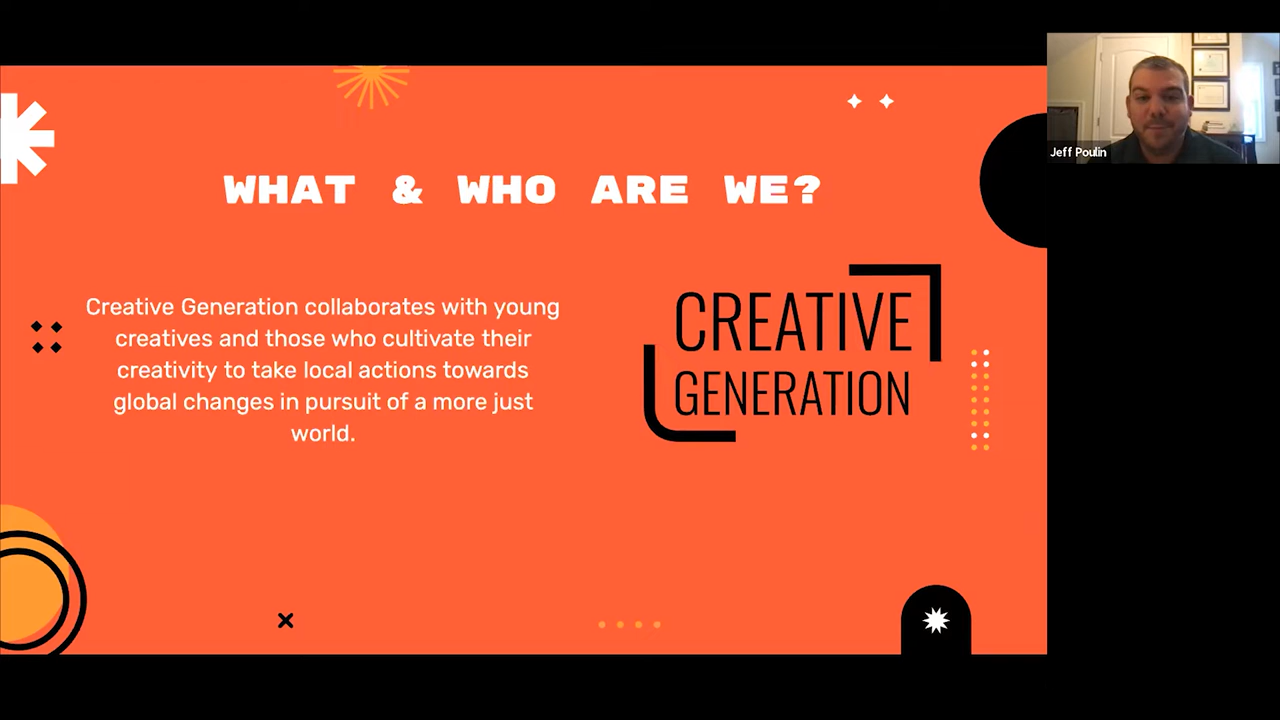 WHAT & WHO ARE WE?
Creative Generation collaborates with young
creatives and those who cultivate their
creativity to take local actions towards
global changes in pursuit of a more just
world.
CREATIVE
GENERATION
Jeff Poulin